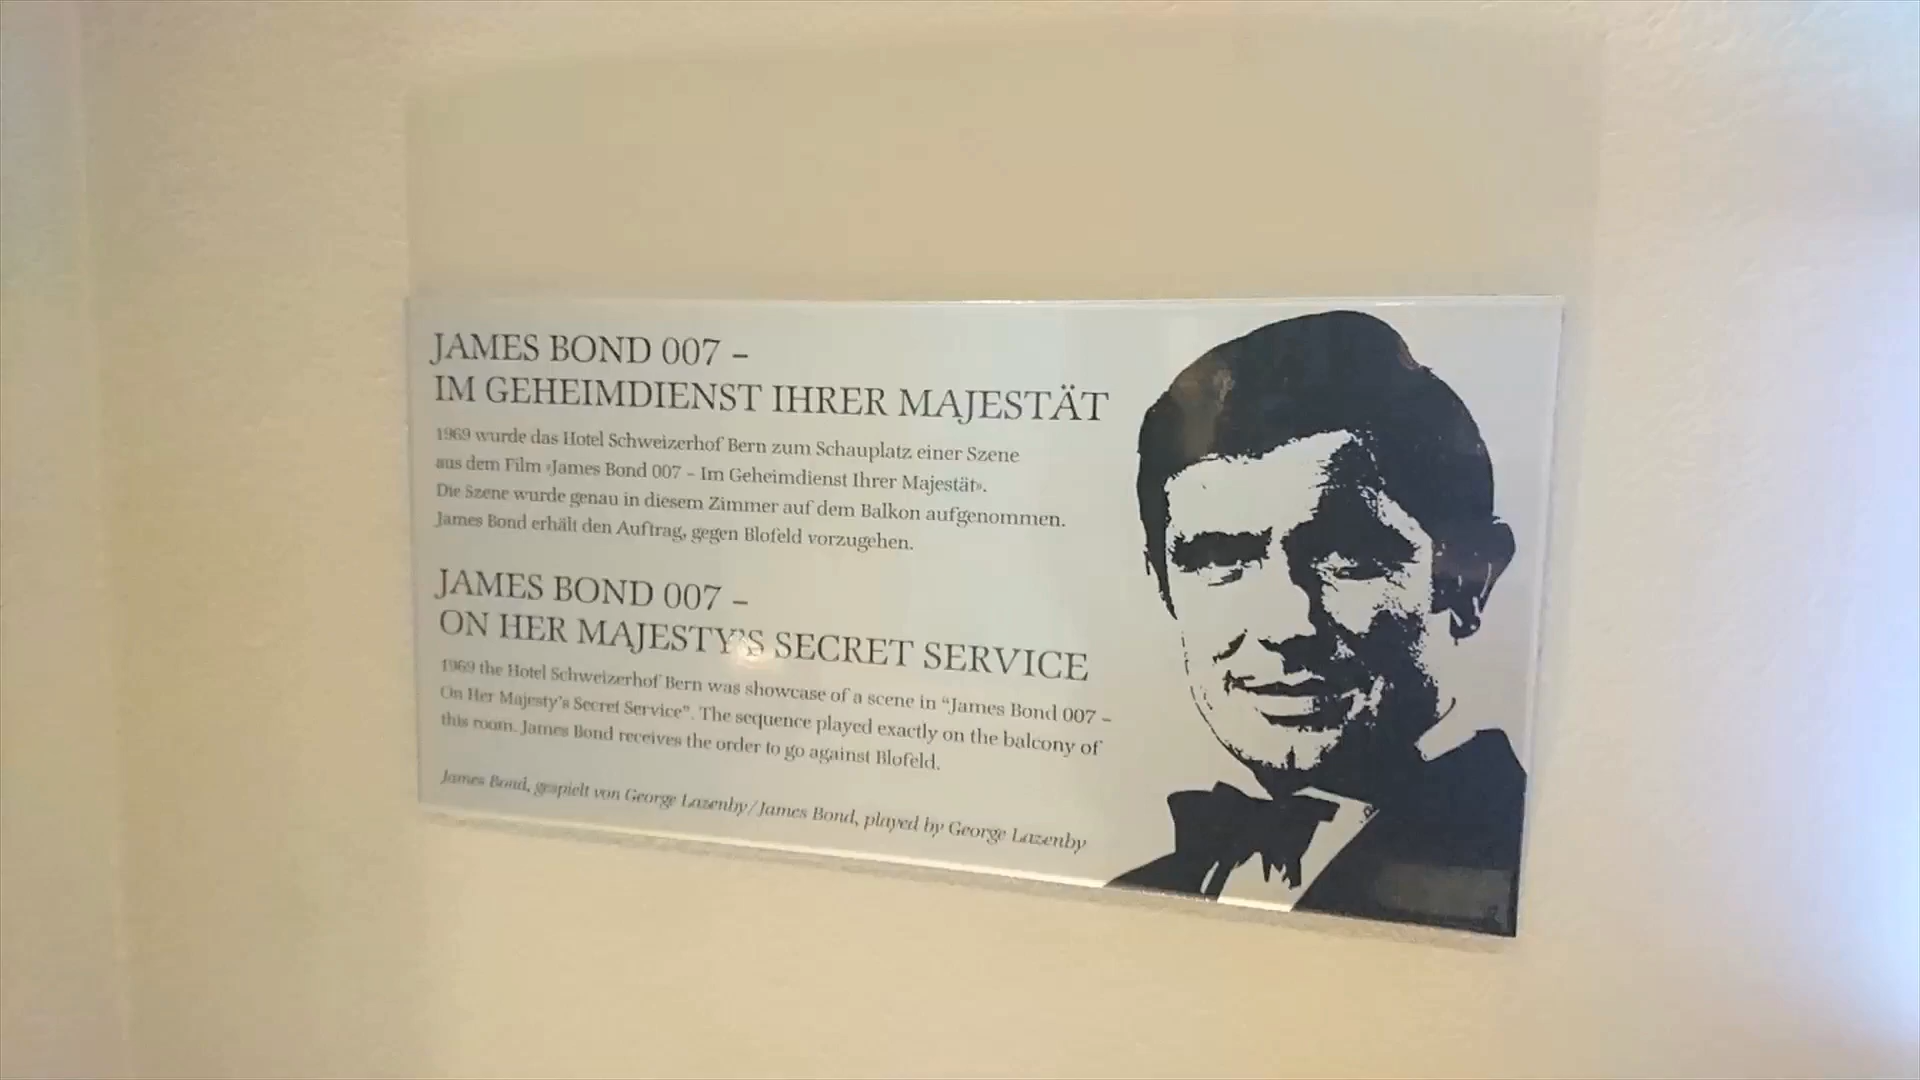 JAMES BOND 007 –
IM GEHEIMDIENST IHRER MAJESTÄT
1969 wurde das Hotel Schweizerhof Bern zum Schauplatz einer Szene
aus dem Film «James Bond 007 – Im Geheimdienst Ihrer Majestät».
Die Szene wurde genau in diesem Zimmer auf dem Balkon aufgenommen.
James Bond erhält den Auftrag, gegen Blofeld vorzugehen.
JAMES BOND 007 –
ON HER MAJESTY'S SECRET SERVICE
1969 the Hotel Schweizerhof Bern was showcase of a scene in “James Bond 007 –
On Her Majesty's Secret Service”. The sequence played exactly on the balcony of
this room. James Bond receives the order to go against Blofeld.
James Bond, gespielt von George Lazenby/James Bond, played by George Lazenby